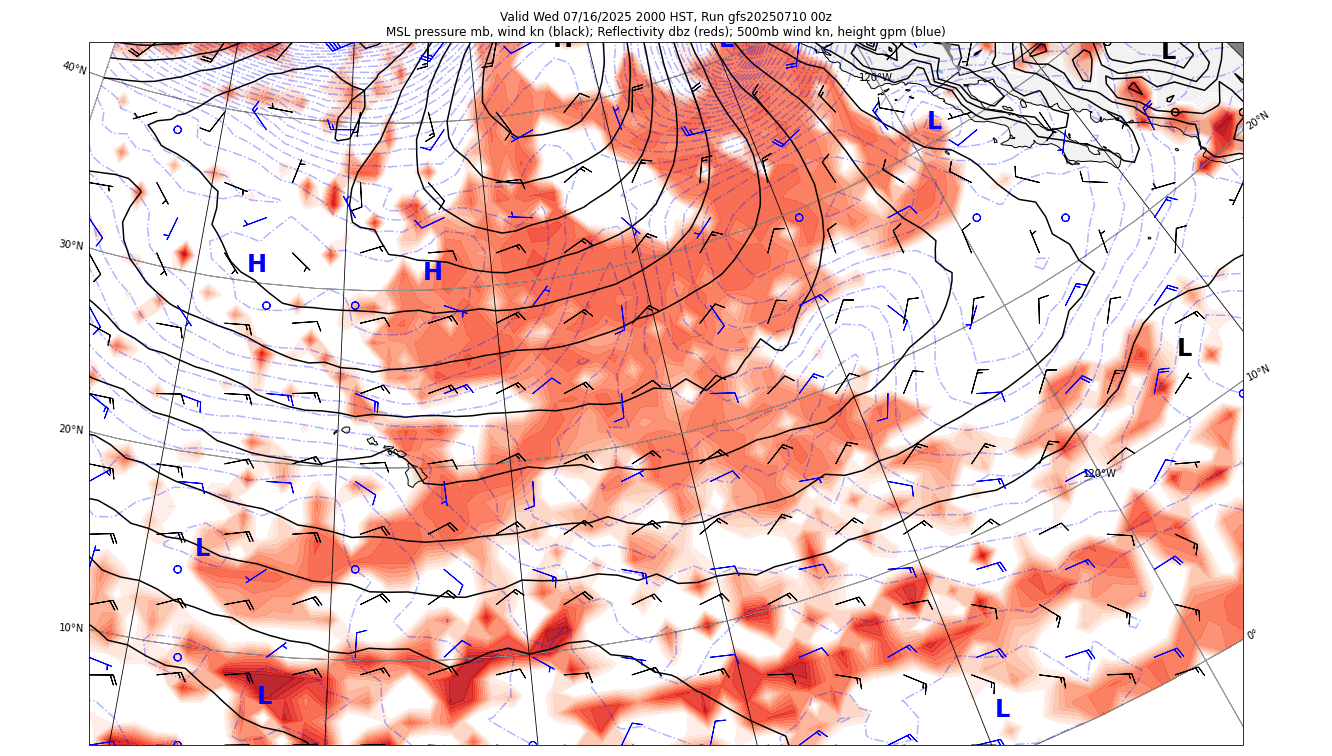 Valid Wed 07/16/2025 2000 HST, Run gfs20250710 00z
MSL pressure mb, wind kn (black); Reflectivity dbz (reds); 500mb wind kn, height gpm (blue)
H L L
40°N 120°W
L 20°N
30°N
H H
L
10°N
20°N
120°W
L
10°N 0°
L L